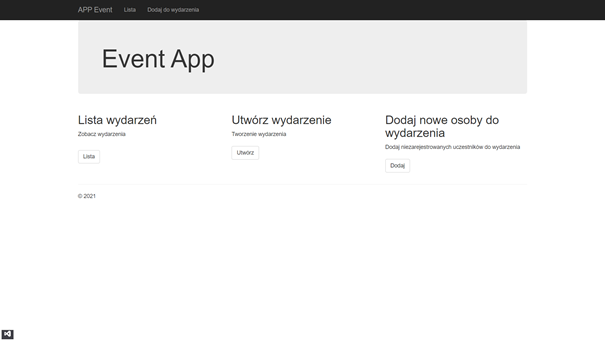 APP Event Lista Dodaj do wydarzenia
Event App
Lista wydarzeń
Zobacz wydarzenia
Lista
Utwórz wydarzenie
Tworzenie wydarzenia
Utwórz
Dodaj nowe osoby do
wydarzenia
Dodaj niezarejestrowanych uczestników do wydarzenia
Dodaj
© 2021